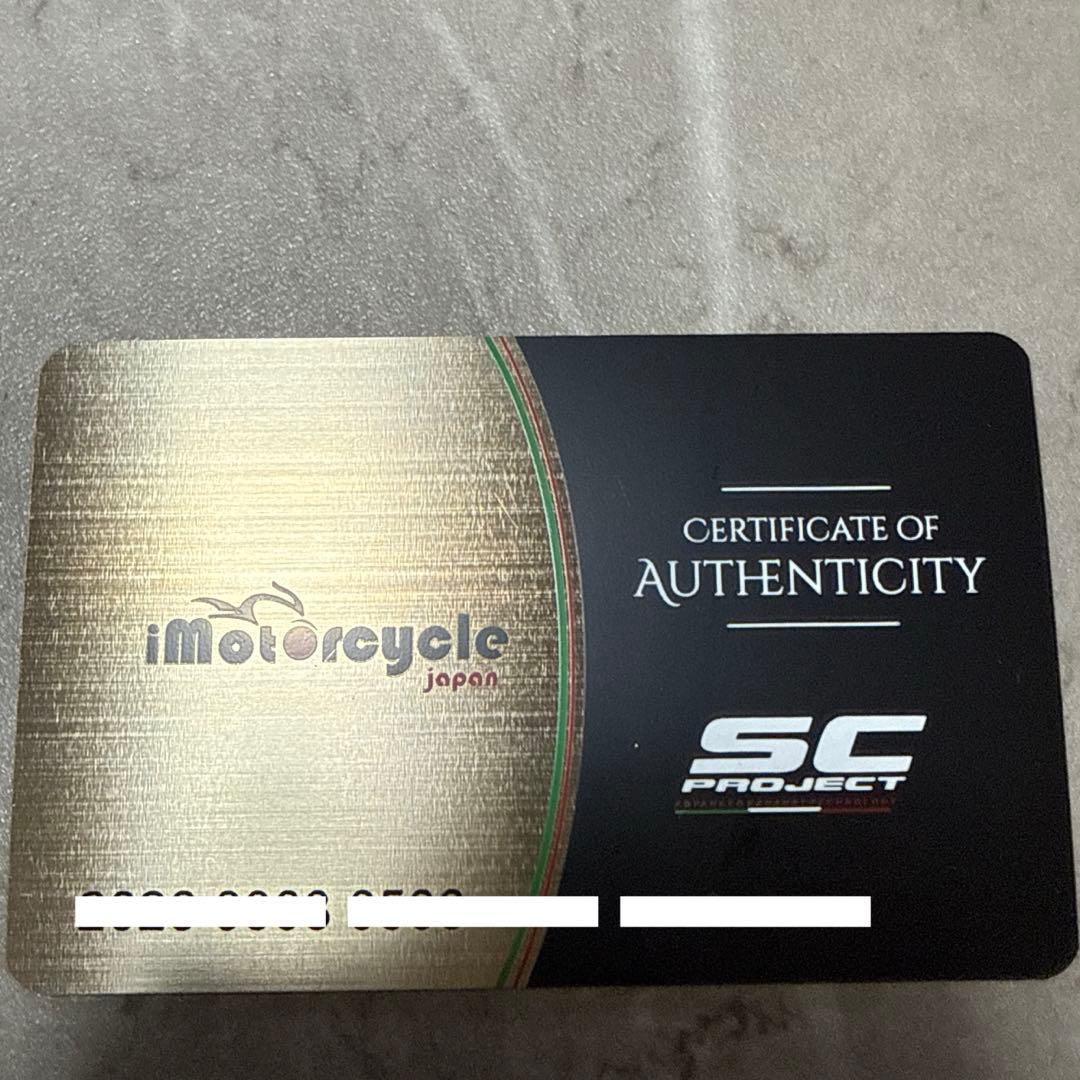 CERTIFICATE OF
AUTHENTICITY
iMotorcycle
japan
SC
PROJECT